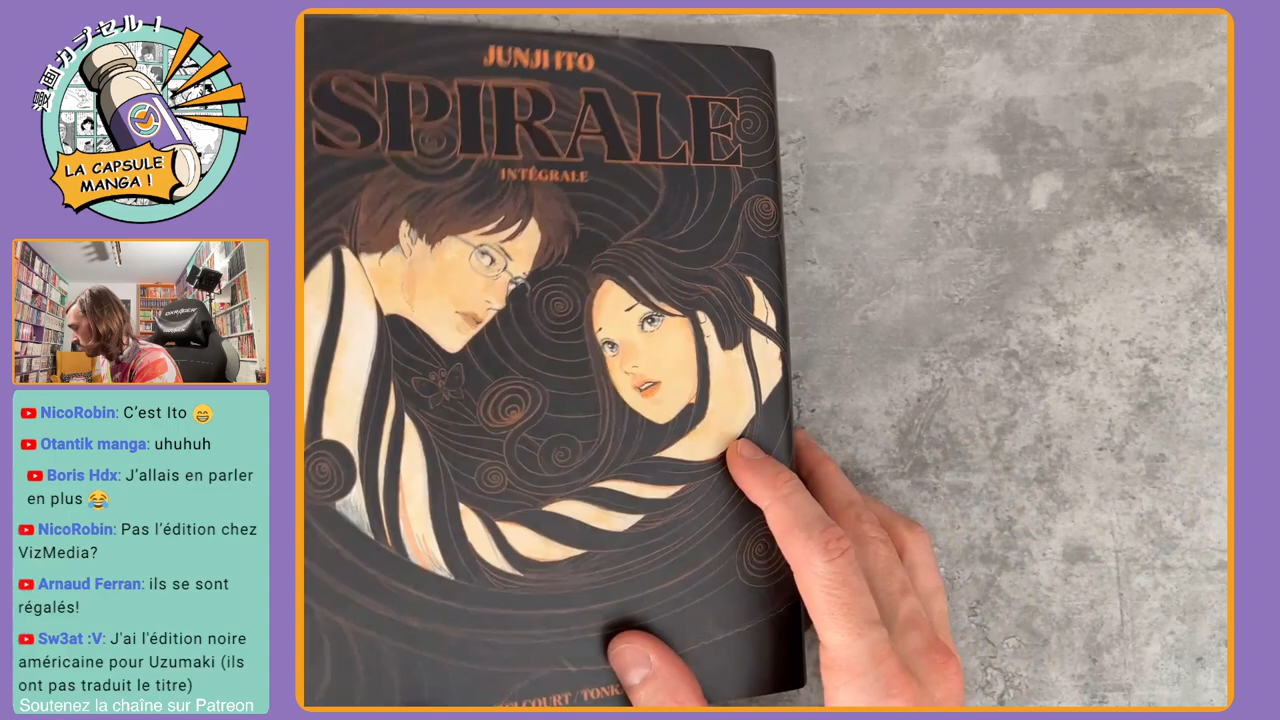 漫画カプセル！
LA CAPSULE
MANGA !
JUNJI ITO
SPIRALE
INTÉGRALE
NicoRobin: C’est Ito 😁
Otantik manga: uhuhuh
Boris Hdx: J’allais en parler
en plus 😂
NicoRobin: Pas l’édition chez
VizMedia?
Arnaud Ferran: ils se sont
régalés!
Sw3at :V: J'ai l'édition noire
américaine pour Uzumaki (ils
ont pas traduit le titre)
Soutenez la chaîne sur Patreon